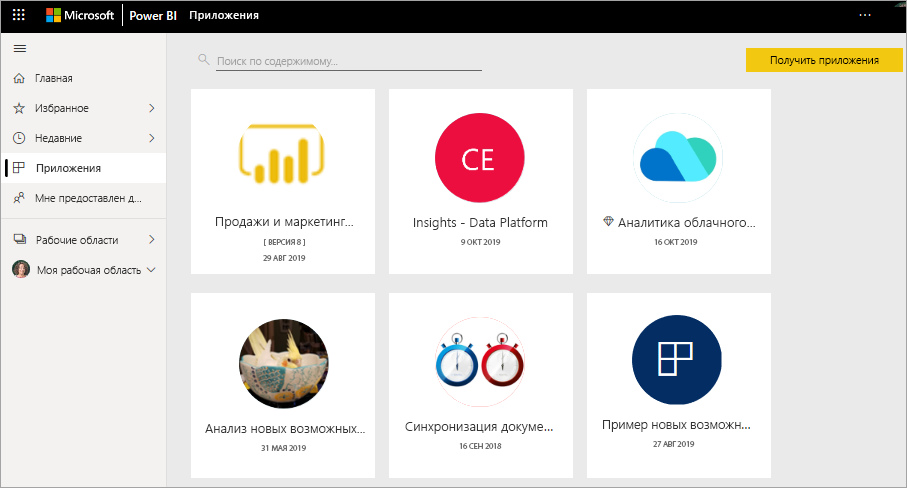 Microsoft Power BI Приложения ...
Поиск по содержимому...
Получить приложения
Главная
Избранное
Недавние
Приложения
Мне предоставлен д...
Рабочие области
Моя рабочая область
Продажи и маркетинг...
[ ВЕРСИЯ 8 ]
29 АВГ 2019
CE
Insights - Data Platform
9 ОКТ 2019
Аналитика облачного...
16 ОКТ 2019
Анализ новых возможных...
31 МАЯ 2019
Синхронизация докуме...
16 СЕН 2018
Пример новых возможн...
27 АВГ 2019